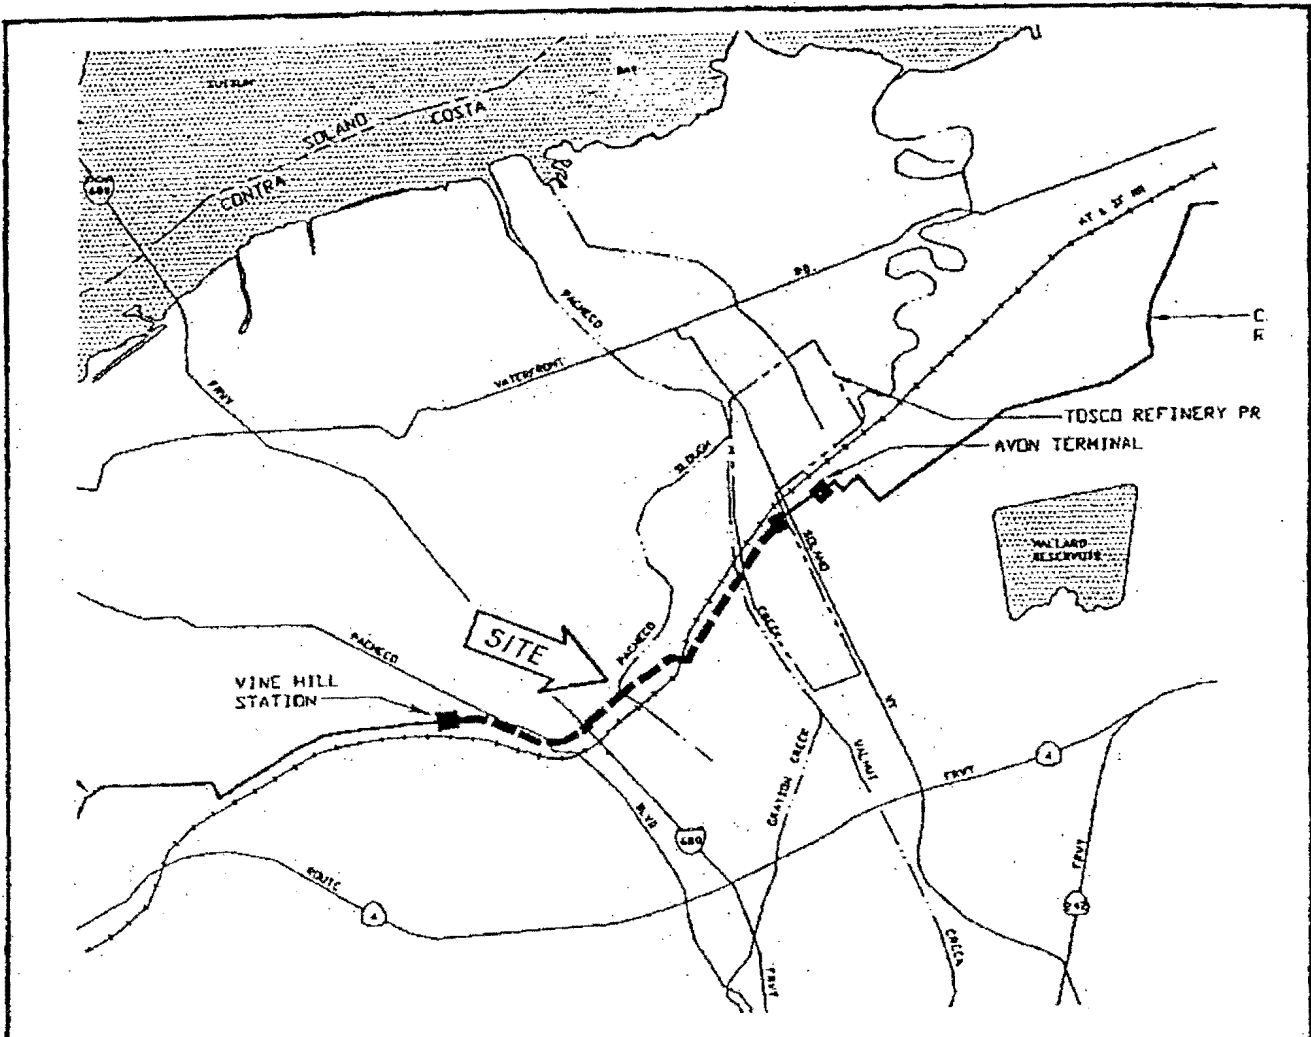 SUISUN
BAY
SOLANO
COSTA
CONTRA
680
AT & SF RR
RD.
PACHECO
C
R
WATERFRONT
FRWY
TOSCO REFINERY PR
AVON TERMINAL
SLOUGH
SOLANO
MALLARD
RESERVOIR
SITE
CREEK
PACHECO
PACHECO
VINE HILL
STATION
WY
GRAYSON CREEK
WALNUT
4
FRWY
BLVD
680
FRWY
ROUTE
4
242
CREEK
FRWY